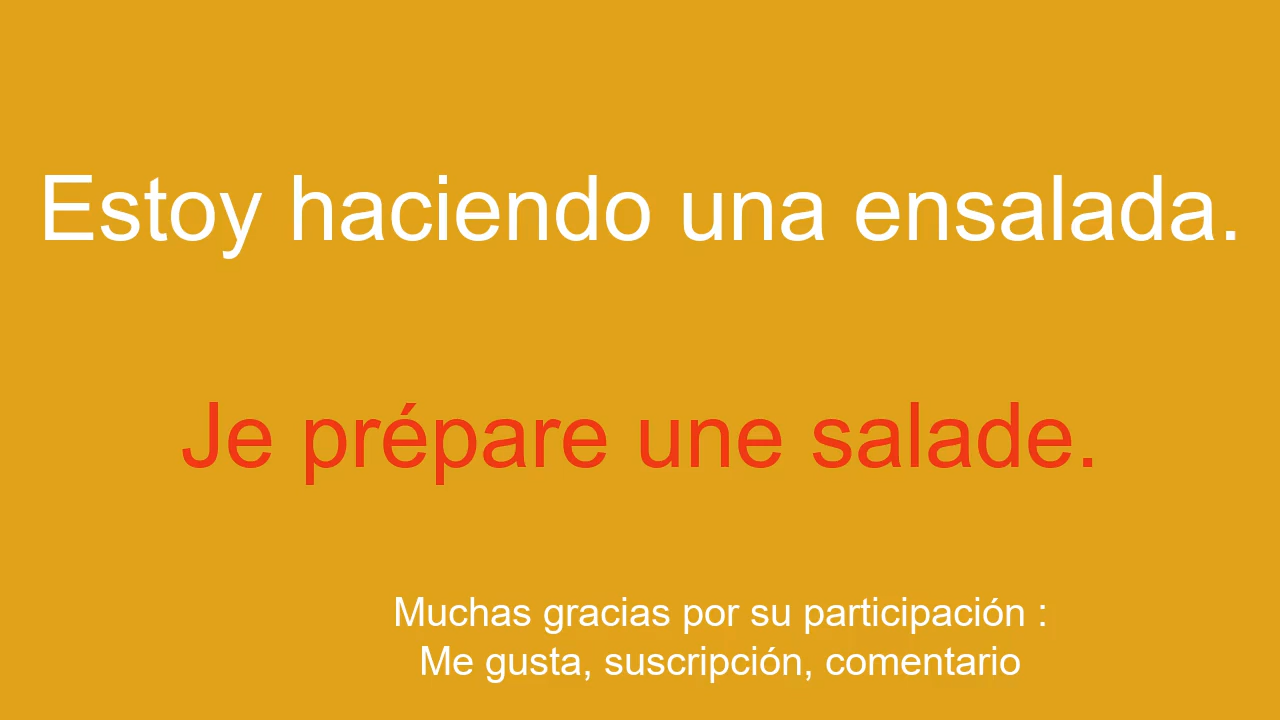 Estoy haciendo una ensalada.
Je prépare une salade.
Muchas gracias por su participación :
Me gusta, suscripción, comentario